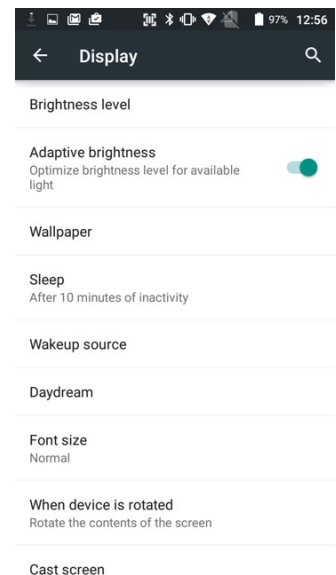 97% 12:56
Display
Brightness level
Adaptive brightness
Optimize brightness level for available
light
Wallpaper
Sleep
After 10 minutes of inactivity
Wakeup source
Daydream
Font size
Normal
When device is rotated
Rotate the contents of the screen
Cast screen